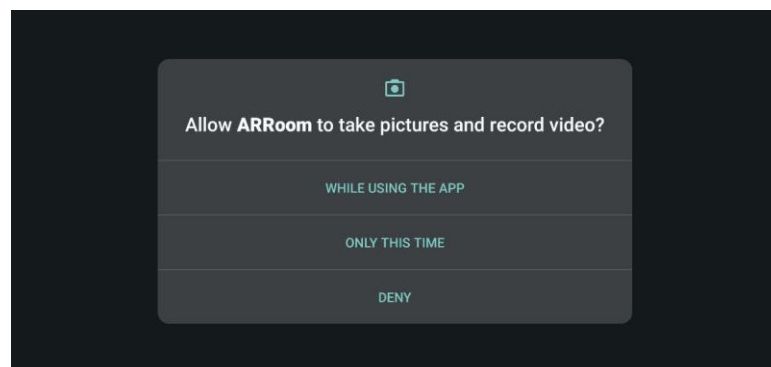 Allow ARRoom to take pictures and record video?
WHILE USING THE APP
ONLY THIS TIME
DENY